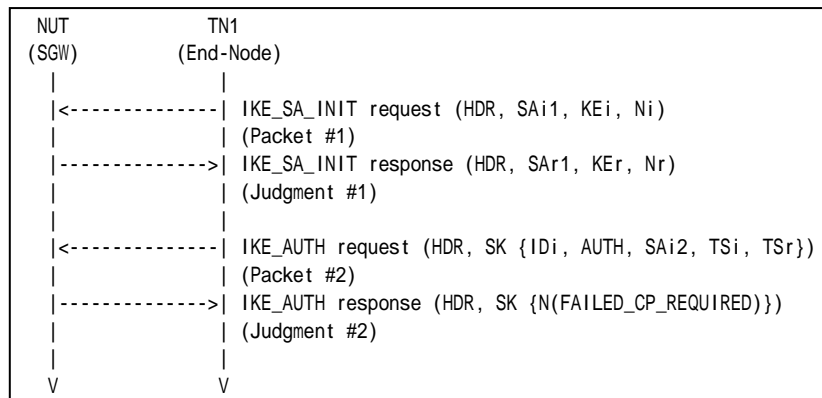 NUT                TN1
(SGW)           (End-Node)
|                    |
|<--------------| IKE_SA_INIT request (HDR, SAi1, KEi, Ni)
|                    | (Packet #1)
|-------------->| IKE_SA_INIT response (HDR, SAr1, KEr, Nr)
|                    | (Judgment #1)
|                    |
|<--------------| IKE_AUTH request (HDR, SK {IDi, AUTH, SAi2, TSi, TSr})
|                    | (Packet #2)
|-------------->| IKE_AUTH response (HDR, SK {N(FAILED_CP_REQUIRED)})
|                    | (Judgment #2)
|                    |
V                    V